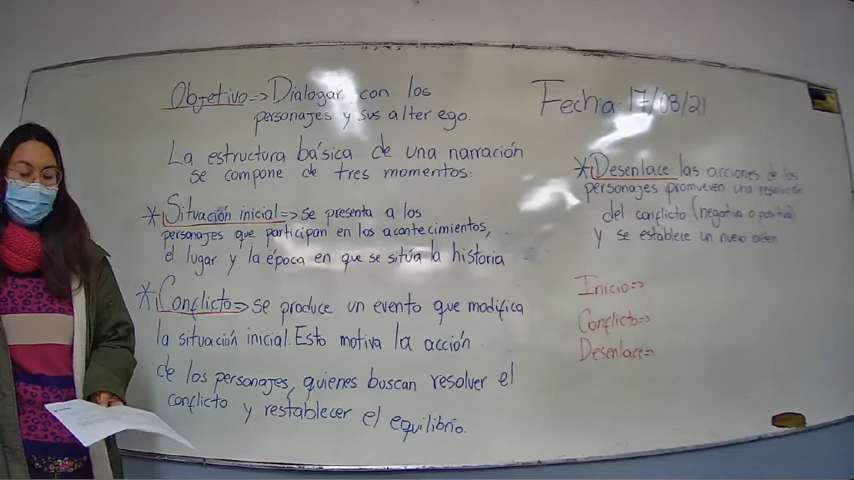 Objetivo=> Dialogar con los
personajes y sus alter ego.
La estructura básica de una narración
se compone de tres momentos:
* Situación inicial=> se presenta a los
personajes que participan en los acontecimientos,
el lugar y la época en que se sitúa la historia
* Conflicto=> se produce un evento que modifica
la situación inicial. Esto motiva la acción
de los personajes, quienes buscan resolver el
conflicto y restablecer el equilibrio.
Fecha: 17/08/21
* Desenlace las acciones de los
personajes promueven una resolución
del conflicto (negativa o positiva)
y se establece un nuevo orden
Inicio=>
Conflicto=>
Desenlace=>